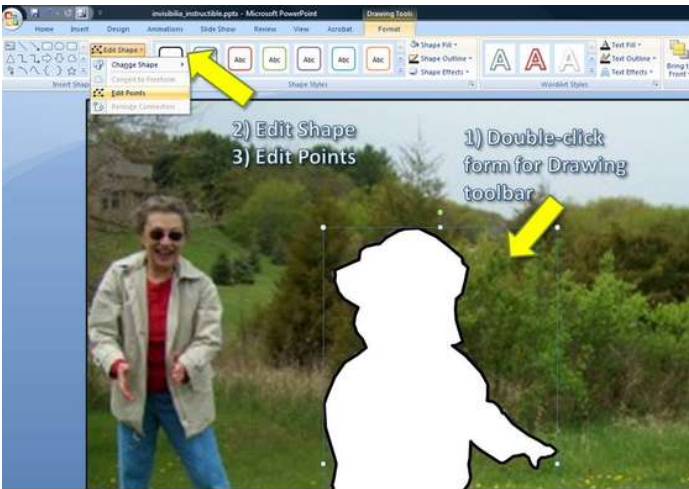 invisibilia_instructible.pptx - Microsoft PowerPoint
Drawing Tools
Home Insert Design Animations Slide Show Review View Acrobat Format
Edit Shape
Abc Abc Abc Abc Abc
Shape Fill
Shape Outline
Shape Effects
A A A
Text Fill
Text Outline
Text Effects
Bring to
Front
Change Shape
Convert to Freeform
Edit Points
Reroute Connectors
Insert Shap
Shape Styles
WordArt Styles
2) Edit Shape
3) Edit Points
1) Double-click
form for Drawing
toolbar